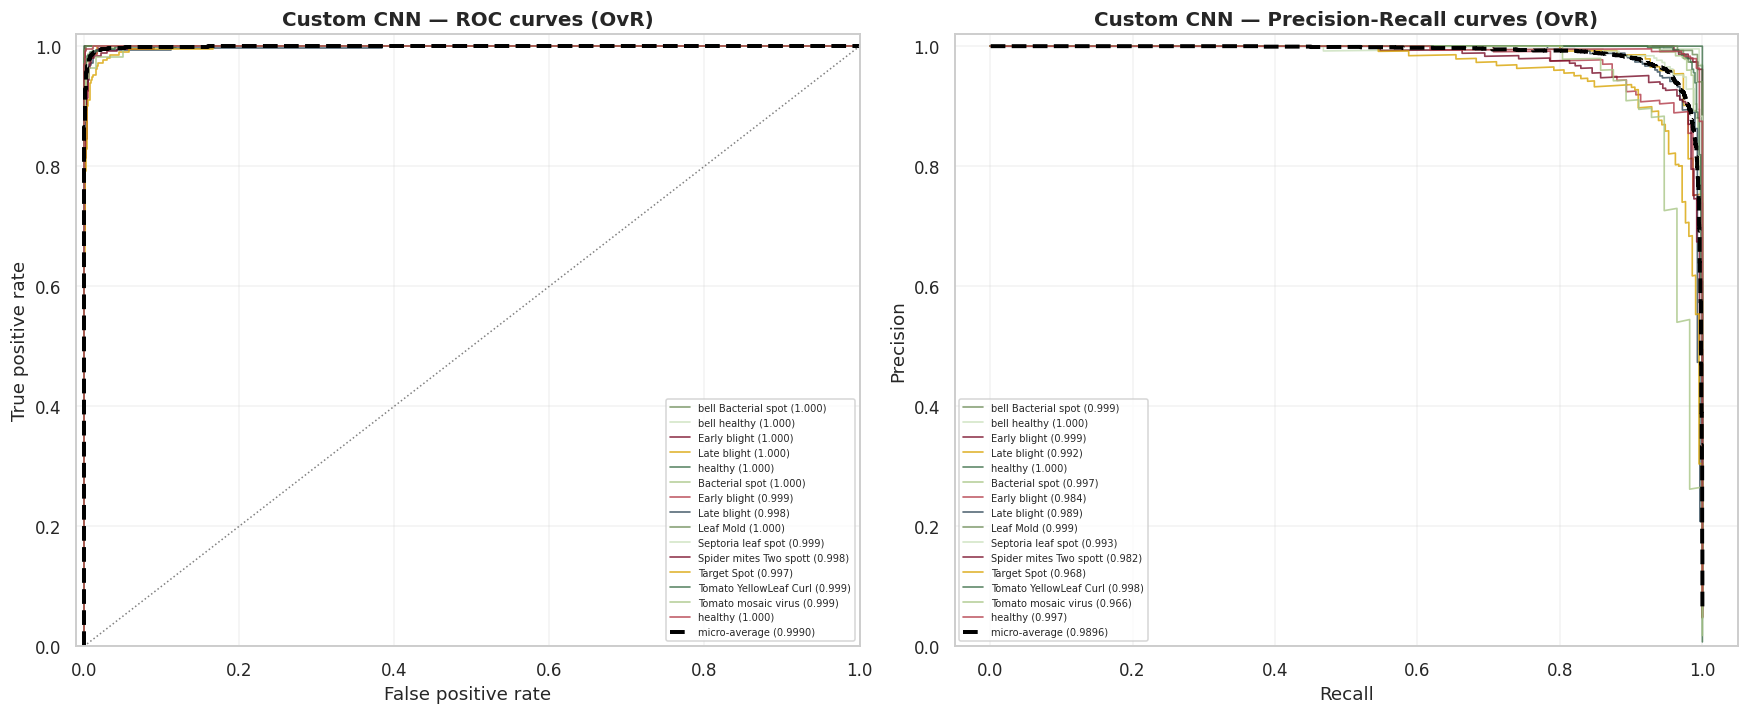 Custom CNN — ROC curves (OvR)
1.0
0.8
0.6
0.4
0.2
0.0
True positive rate
0.0
0.2
0.4
0.6
0.8
1.0
False positive rate
bell Bacterial spot (1.000)
bell healthy (1.000)
Early blight (1.000)
Late blight (1.000)
healthy (1.000)
Bacterial spot (1.000)
Early blight (0.999)
Late blight (0.998)
Leaf Mold (1.000)
Septoria leaf spot (0.999)
Spider mites Two spott (0.998)
Target Spot (0.997)
Tomato YellowLeaf Curl (0.999)
Tomato mosaic virus (0.999)
healthy (1.000)
micro-average (0.9990)
Custom CNN — Precision-Recall curves (OvR)
1.0
0.8
0.6
0.4
0.2
0.0
Precision
0.0
0.2
0.4
0.6
0.8
1.0
Recall
bell Bacterial spot (0.999)
bell healthy (1.000)
Early blight (0.999)
Late blight (0.992)
healthy (1.000)
Bacterial spot (0.997)
Early blight (0.984)
Late blight (0.989)
Leaf Mold (0.999)
Septoria leaf spot (0.993)
Spider mites Two spott (0.982)
Target Spot (0.968)
Tomato YellowLeaf Curl (0.998)
Tomato mosaic virus (0.966)
healthy (0.997)
micro-average (0.9896)